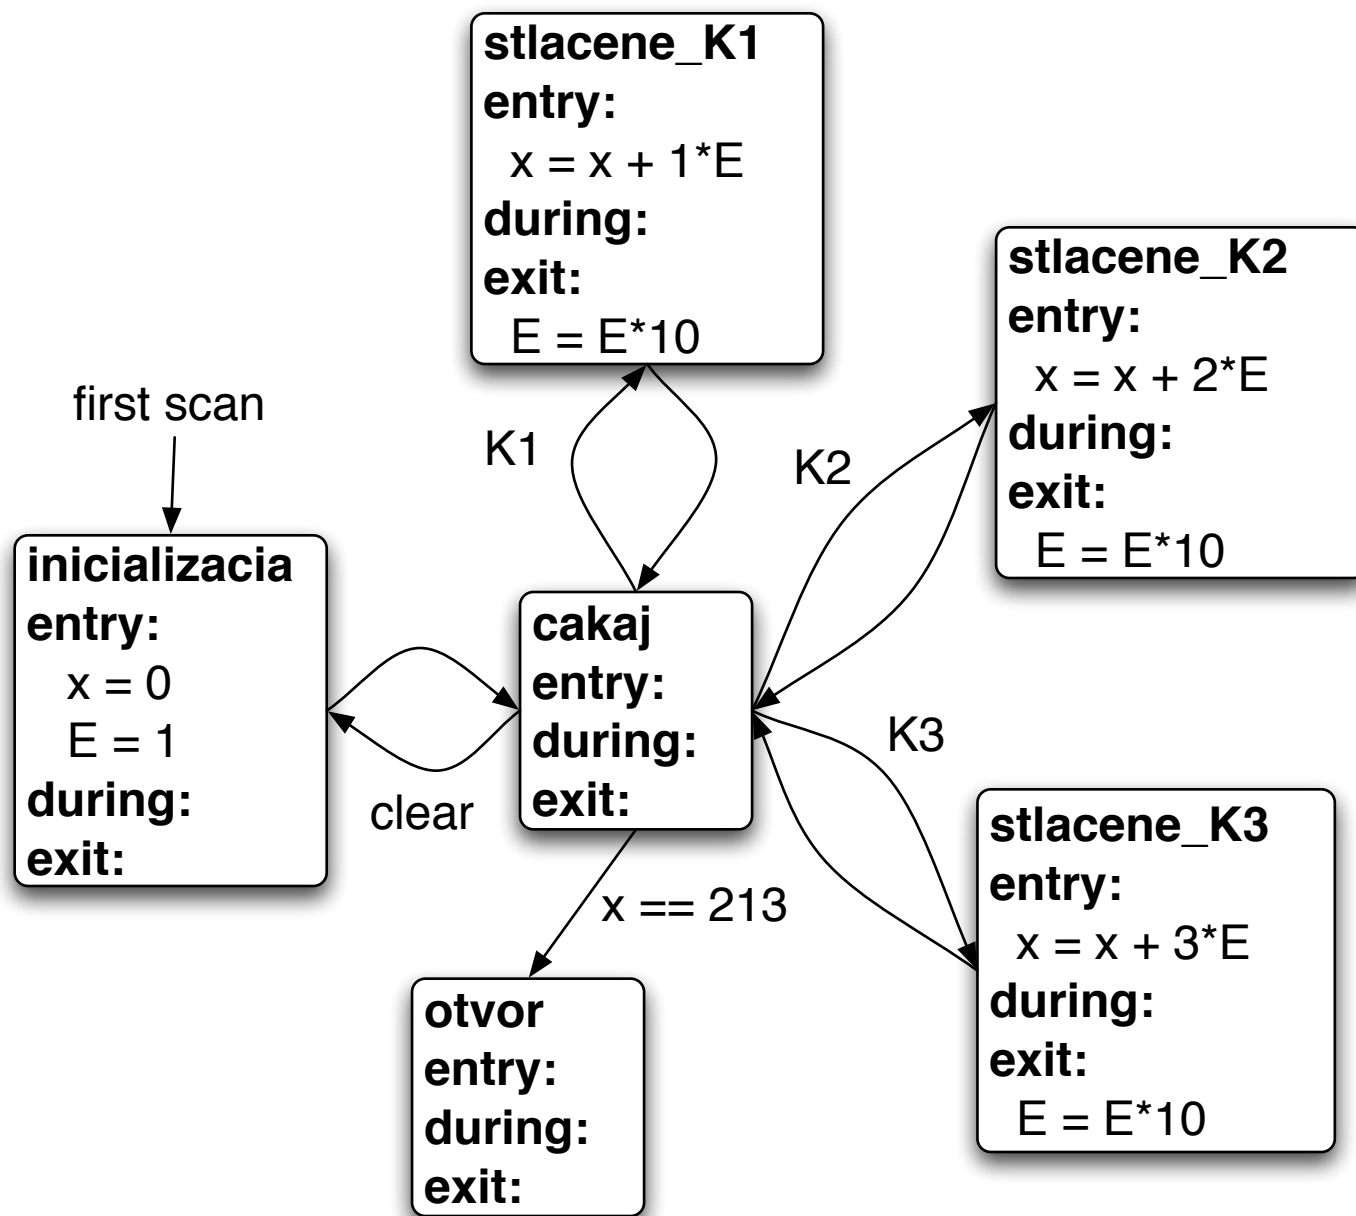 stlacene_K1
entry:
x = x + 1*E
during:
exit:
E = E*10
stlacene_K2
entry:
x = x + 2*E
during:
exit:
E = E*10
first scan
K1
K2
inicializacia
entry:
x = 0
E = 1
during:
exit:
clear
cakaj
entry:
during:
exit:
K3
x == 213
stlacene_K3
entry:
x = x + 3*E
during:
exit:
E = E*10
otvor
entry:
during:
exit: